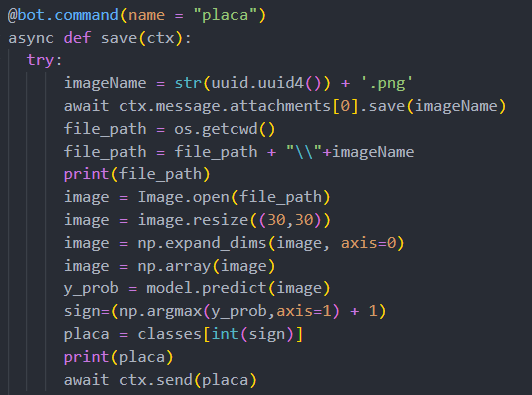 @bot.command(name = "placa")
async def save(ctx):
  try:
      imageName = str(uuid.uuid4()) + '.png'
      await ctx.message.attachments[0].save(imageName)
      file_path = os.getcwd()
      file_path = file_path + "\\"+imageName
      print(file_path)
      image = Image.open(file_path)
      image = image.resize((30,30))
      image = np.expand_dims(image, axis=0)
      image = np.array(image)
      y_prob = model.predict(image)
      sign=(np.argmax(y_prob,axis=1) + 1)
      placa = classes[int(sign)]
      print(placa)
      await ctx.send(placa)